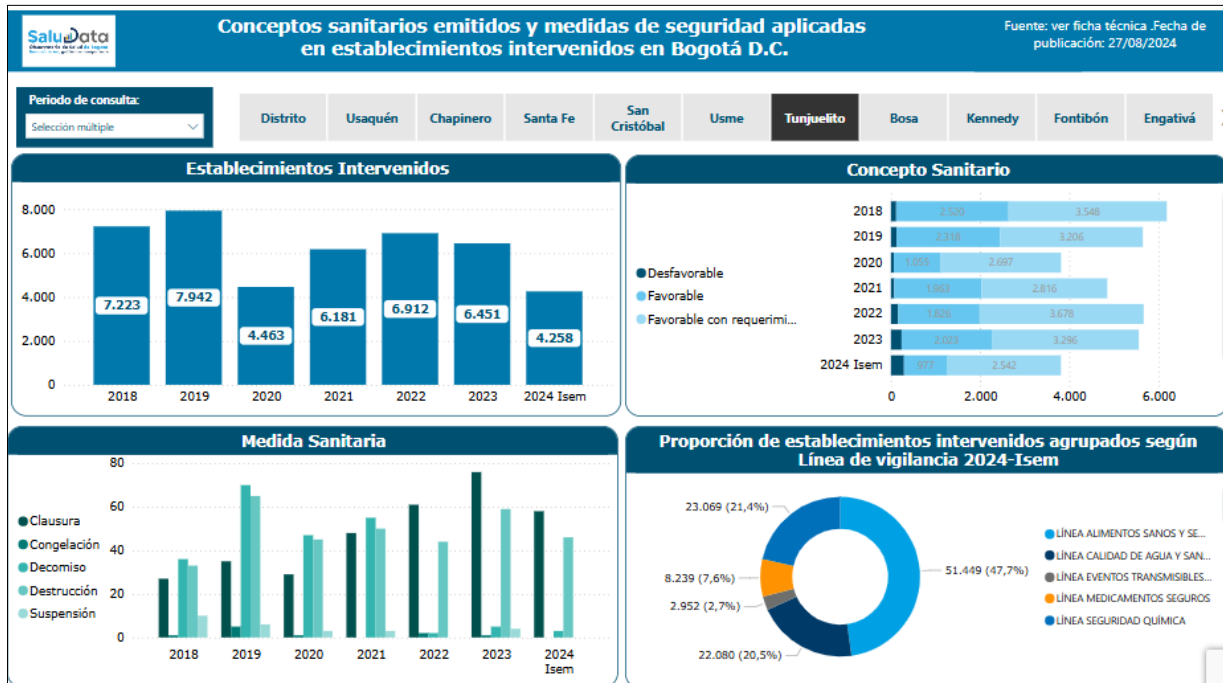 SaluData
Conceptos sanitarios emitidos y medidas de seguridad aplicadas
en establecimientos intervenidos en Bogotá D.C.
Fuente: ver ficha técnica .Fecha de
publicación: 27/08/2024
Periodo de consulta:
Selección múltiple
Distrito
Usaquén
Chapinero
Santa Fe
San
Cristóbal
Usme
Tunjuelito
Bosa
Kennedy
Fontibón
Engativá
Establecimientos Intervenidos
8.000
6.000
4.000
2.000
0
7.223
7.942
4.463
6.181
6.912
6.451
4.258
2018
2019
2020
2021
2022
2023
2024 Isem
Concepto Sanitario
Desfavorable
Favorable
Favorable con requerimi...
2018
2.520
3.548
2019
2.318
3.206
2020
1.055
2.697
2021
1.963
2.816
2022
1.826
3.678
2023
2.023
3.296
2024 Isem
977
2.542
0
2.000
4.000
6.000
Medida Sanitaria
Clausura
Congelación
Decomiso
Destrucción
Suspensión
80
60
40
20
0
2018
2019
2020
2021
2022
2023
2024
Isem
Proporción de establecimientos intervenidos agrupados según
Línea de vigilancia 2024-Isem
23.069 (21,4%)
8.239 (7,6%)
2.952 (2,7%)
22.080 (20,5%)
51.449 (47,7%)
LÍNEA ALIMENTOS SANOS Y SE...
LÍNEA CALIDAD DE AGUA Y SAN...
LÍNEA EVENTOS TRANSMISIBLES...
LÍNEA MEDICAMENTOS SEGUROS
LÍNEA SEGURIDAD QUÍMICA